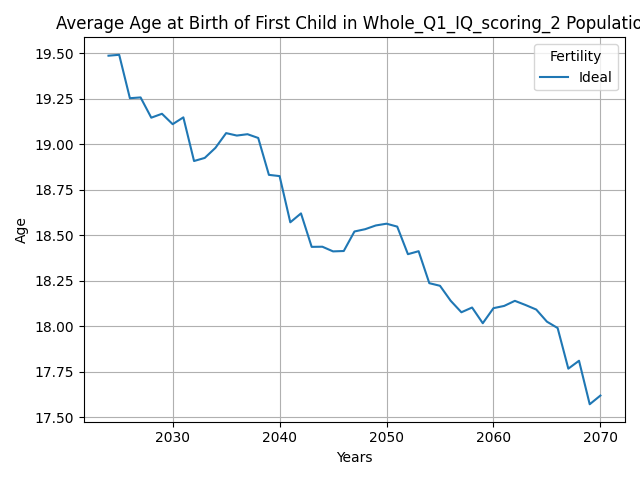 Average Age at Birth of First Child in Whole_Q1_IQ_scoring_2 Populatio
Fertility
Ideal
19.50
19.25
19.00
18.75
18.50
18.25
18.00
17.75
17.50
Age
2030 2040 2050 2060 2070
Years